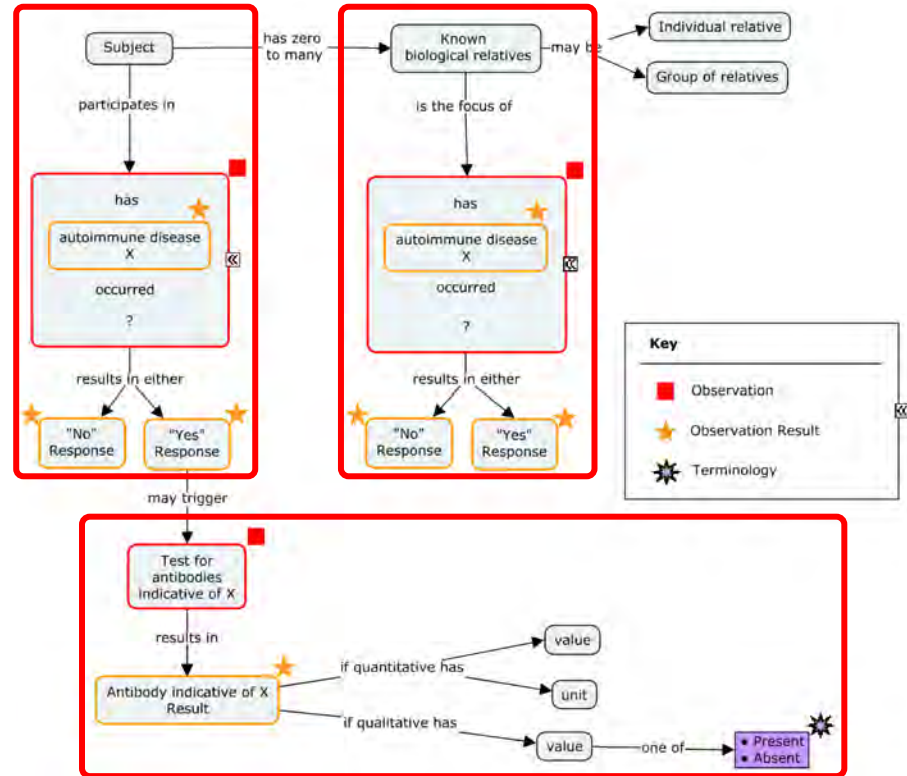 Subject
has zero
to many
Known
biological relatives
may be
Individual relative
Group of relatives
participates in
is the focus of
has
autoimmune disease
X
occurred
?
has
autoimmune disease
X
occurred
?
results in either
results in either
"No"
Response
"Yes"
Response
"No"
Response
"Yes"
Response
Key
Observation
Observation Result
Terminology
may trigger
Test for
antibodies
indicative of X
results in
Antibody indicative of X
Result
if quantitative has
value
unit
if qualitative has
value
one of
• Present
• Absent